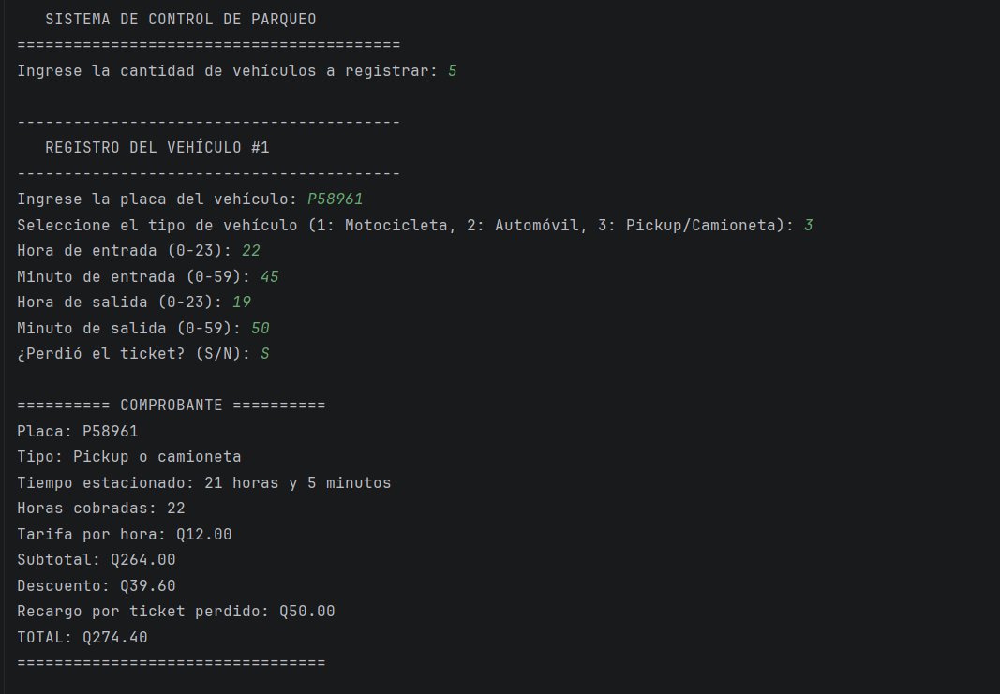 SISTEMA DE CONTROL DE PARQUEO
=========================================
Ingrese la cantidad de vehículos a registrar: 5
-----------------------------------------
REGISTRO DEL VEHÍCULO #1
-----------------------------------------
Ingrese la placa del vehículo: P58961
Seleccione el tipo de vehículo (1: Motocicleta, 2: Automóvil, 3: Pickup/Camioneta): 3
Hora de entrada (0-23): 22
Minuto de entrada (0-59): 45
Hora de salida (0-23): 19
Minuto de salida (0-59): 50
¿Perdió el ticket? (S/N): S
========== COMPROBANTE ==========
Placa: P58961
Tipo: Pickup o camioneta
Tiempo estacionado: 21 horas y 5 minutos
Horas cobradas: 22
Tarifa por hora: Q12.00
Subtotal: Q264.00
Descuento: Q39.60
Recargo por ticket perdido: Q50.00
TOTAL: Q274.40
=================================